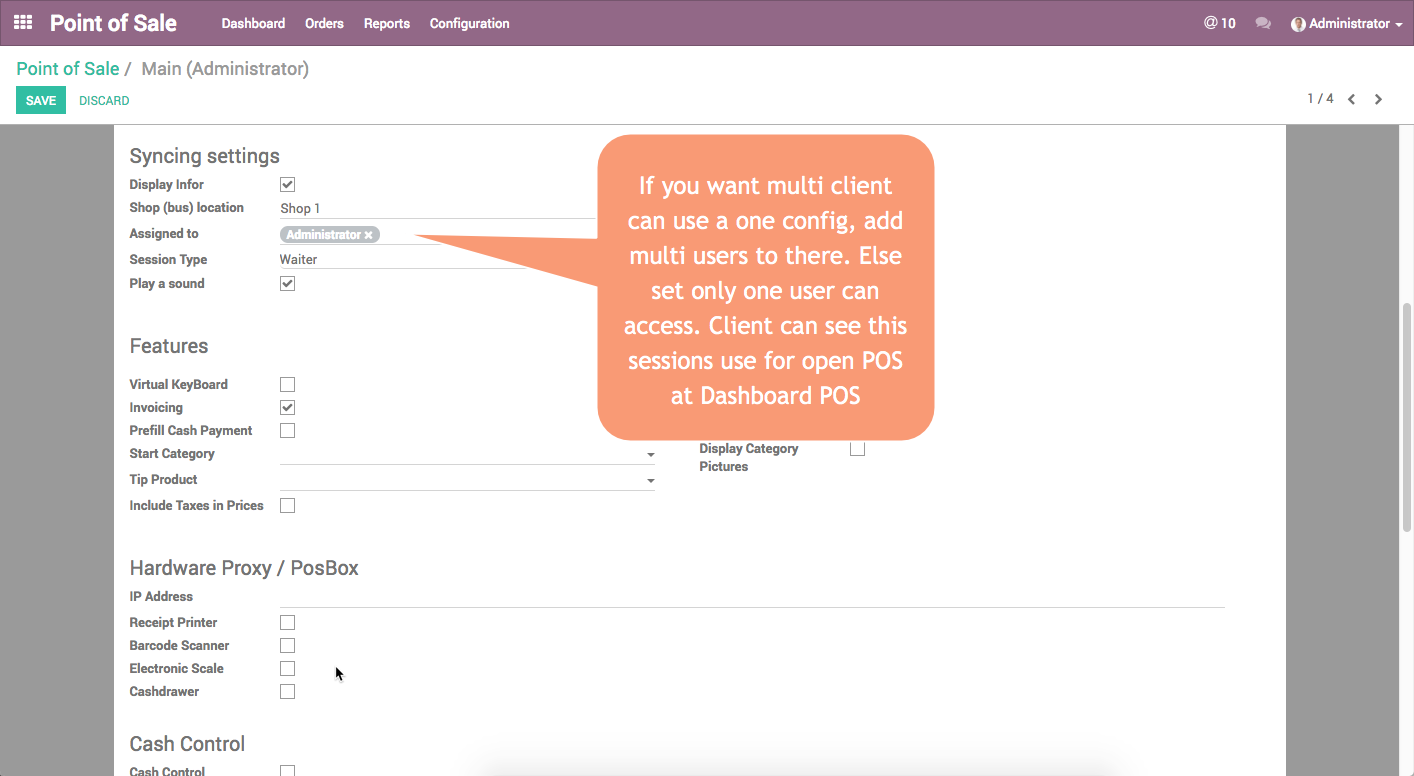 Point of Sale Dashboard Orders Reports Configuration @ 10 Administrator
Point of Sale / Main (Administrator)
SAVE DISCARD 1 / 4
Syncing settings
Display Infor
Shop (bus) location Shop 1
Assigned to Administrator ×
Session Type Waiter
Play a sound
If you want multi client
can use a one config, add
multi users to there. Else
set only one user can
access. Client can see this
sessions use for open POS
at Dashboard POS
Features
Virtual KeyBoard
Invoicing
Prefill Cash Payment
Start Category
Tip Product
Include Taxes in Prices
Display Category
Pictures
Hardware Proxy / PosBox
IP Address
Receipt Printer
Barcode Scanner
Electronic Scale
Cashdrawer
Cash Control
Cash Control